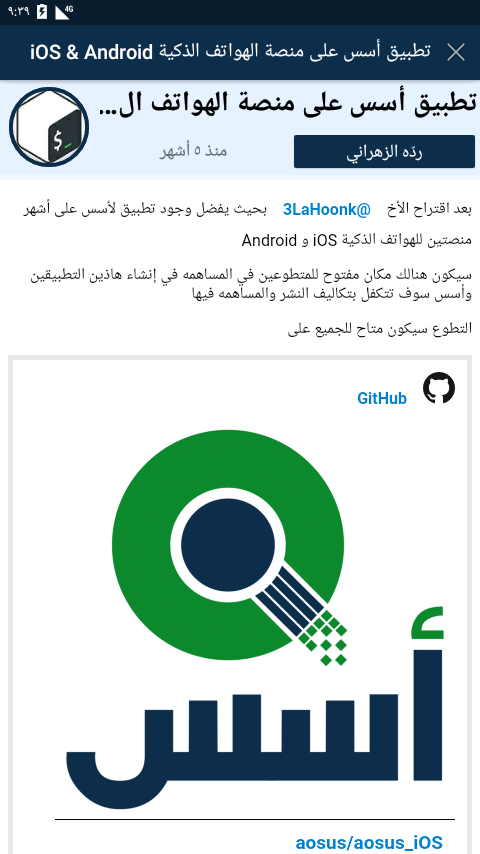 ٩:٣٩ 4G
تطبيق أسس على منصة الهواتف الذكية iOS & Android
تطبيق أسس على منصة الهواتف ال...
ردّه الزهراني
منذ ٥ أشهر
بعد اقتراح الأخ @3LaHoonk بحيث يفضل وجود تطبيق لأسس على أشهر
منصتين للهواتف الذكية iOS و Android
سيكون هنالك مكان مفتوح للمتطوعين في المساهمه في إنشاء هاذين التطبيقين
وأسس سوف تتكفل بتكاليف النشر والمساهمه فيها
التطوع سيكون متاح للجميع على
GitHub
أسس
aosus/aosus_iOS